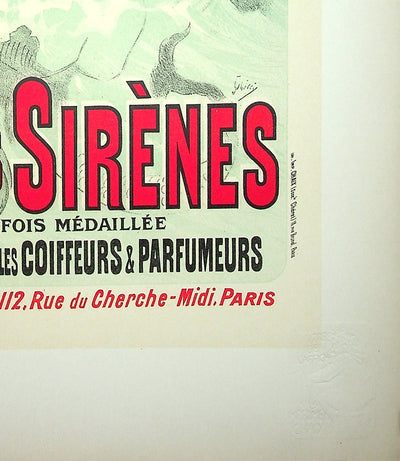 SIRÈNES
FOIS MÉDAILLÉE
LES COIFFEURS & PARFUMEURS
112, Rue du Cherche-Midi, PARIS